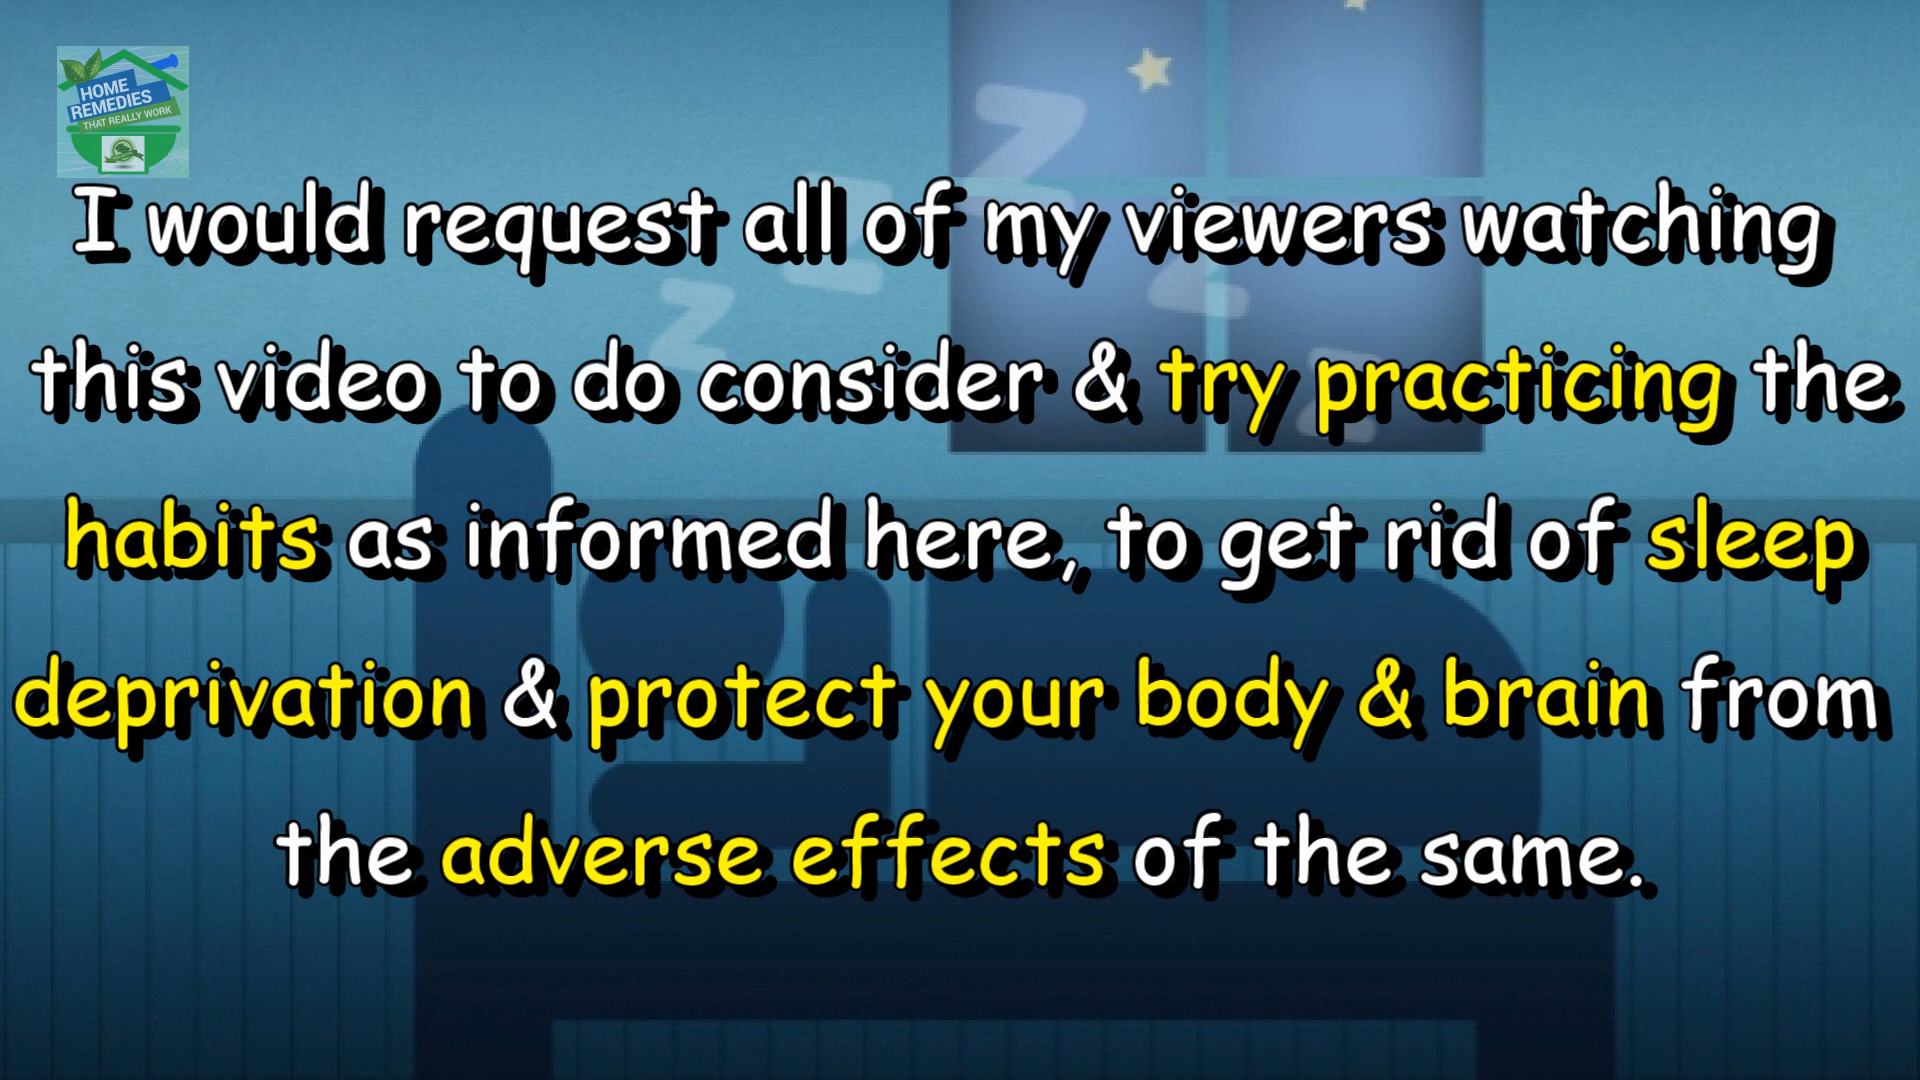 HOME
REMEDIES
THAT REALLY WORK
I would request all of my viewers watching
this video to do consider & try practicing the
habits as informed here, to get rid of sleep
deprivation & protect your body & brain from
the adverse effects of the same.
z
z
z
z
z